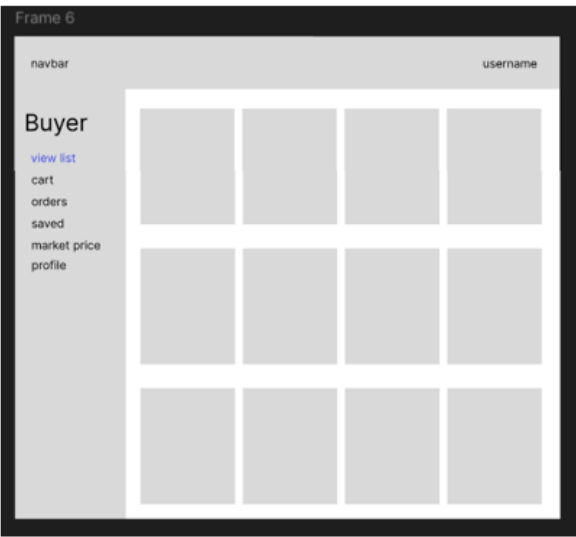 Frame 6
navbar
username
Buyer
view list
cart
orders
saved
market price
profile